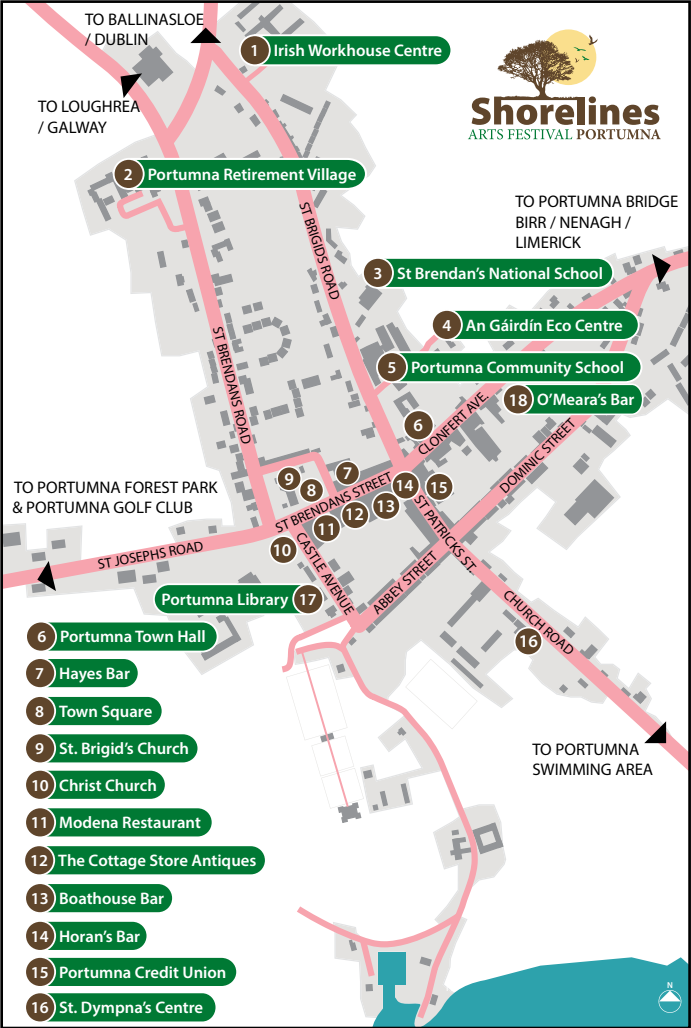 TO BALLINASLOE
/ DUBLIN
1 Irish Workhouse Centre
Shorelines
ARTS FESTIVAL PORTUMNA
TO LOUGHREA
/ GALWAY
2 Portumna Retirement Village
TO PORTUMNA BRIDGE
BIRR / NENAGH /
LIMERICK
ST BRIGIDS ROAD
3 St Brendan's National School
4 An Gáirdín Eco Centre
ST BRENDANS ROAD
5 Portumna Community School
18 O'Meara's Bar
6
CLONFERT AVE.
DOMINIC STREET
TO PORTUMNA FOREST PARK
& PORTUMNA GOLF CLUB
9
8
7
ST BRENDANS STREET
14
15
13
12
11
10
ST PATRICKS ST.
ST JOSEPHS ROAD
CASTLE AVENUE
ABBEY STREET
Portumna Library 17
CHURCH ROAD
16
6 Portumna Town Hall
7 Hayes Bar
8 Town Square
9 St. Brigid's Church
10 Christ Church
11 Modena Restaurant
12 The Cottage Store Antiques
13 Boathouse Bar
14 Horan's Bar
15 Portumna Credit Union
16 St. Dympna's Centre
TO PORTUMNA
SWIMMING AREA
N